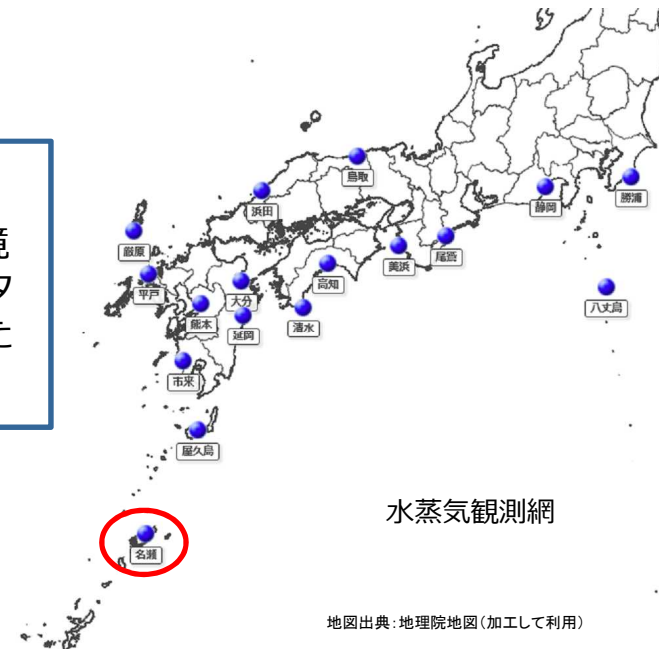 境
タ
に
鳥取
浜田
静岡
勝浦
厳原
尾鷲
美浜
高知
平戸
大分
八丈島
熊本
清水
延岡
市来
屋久島
水蒸気観測網
名瀬
地図出典：地理院地図（加工して利用）